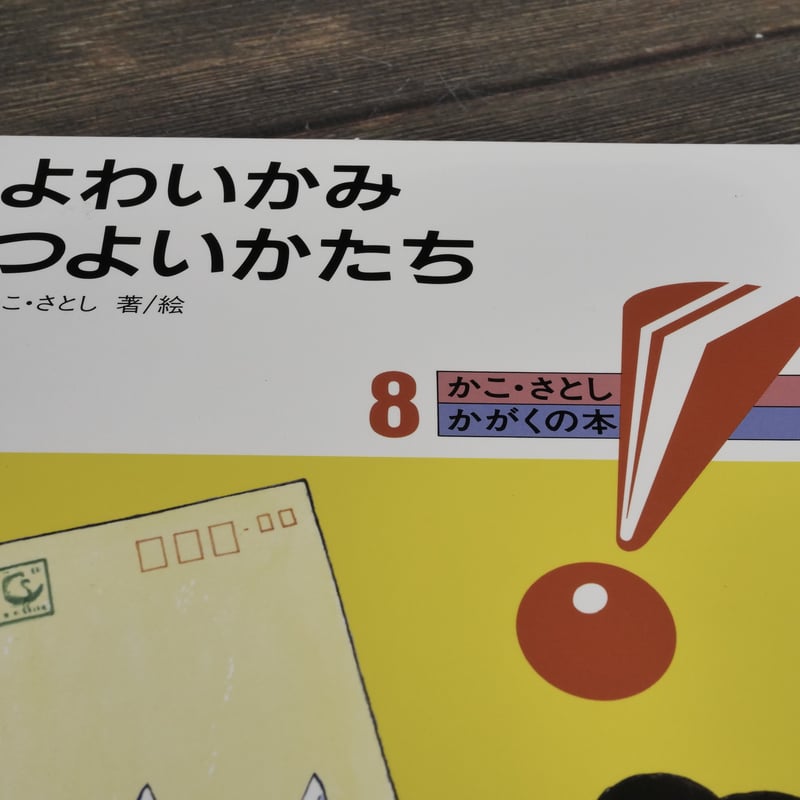 よわいかみ
つよいかたち
こ・さとし 著/絵
8
かこ・さとし
かがくの本